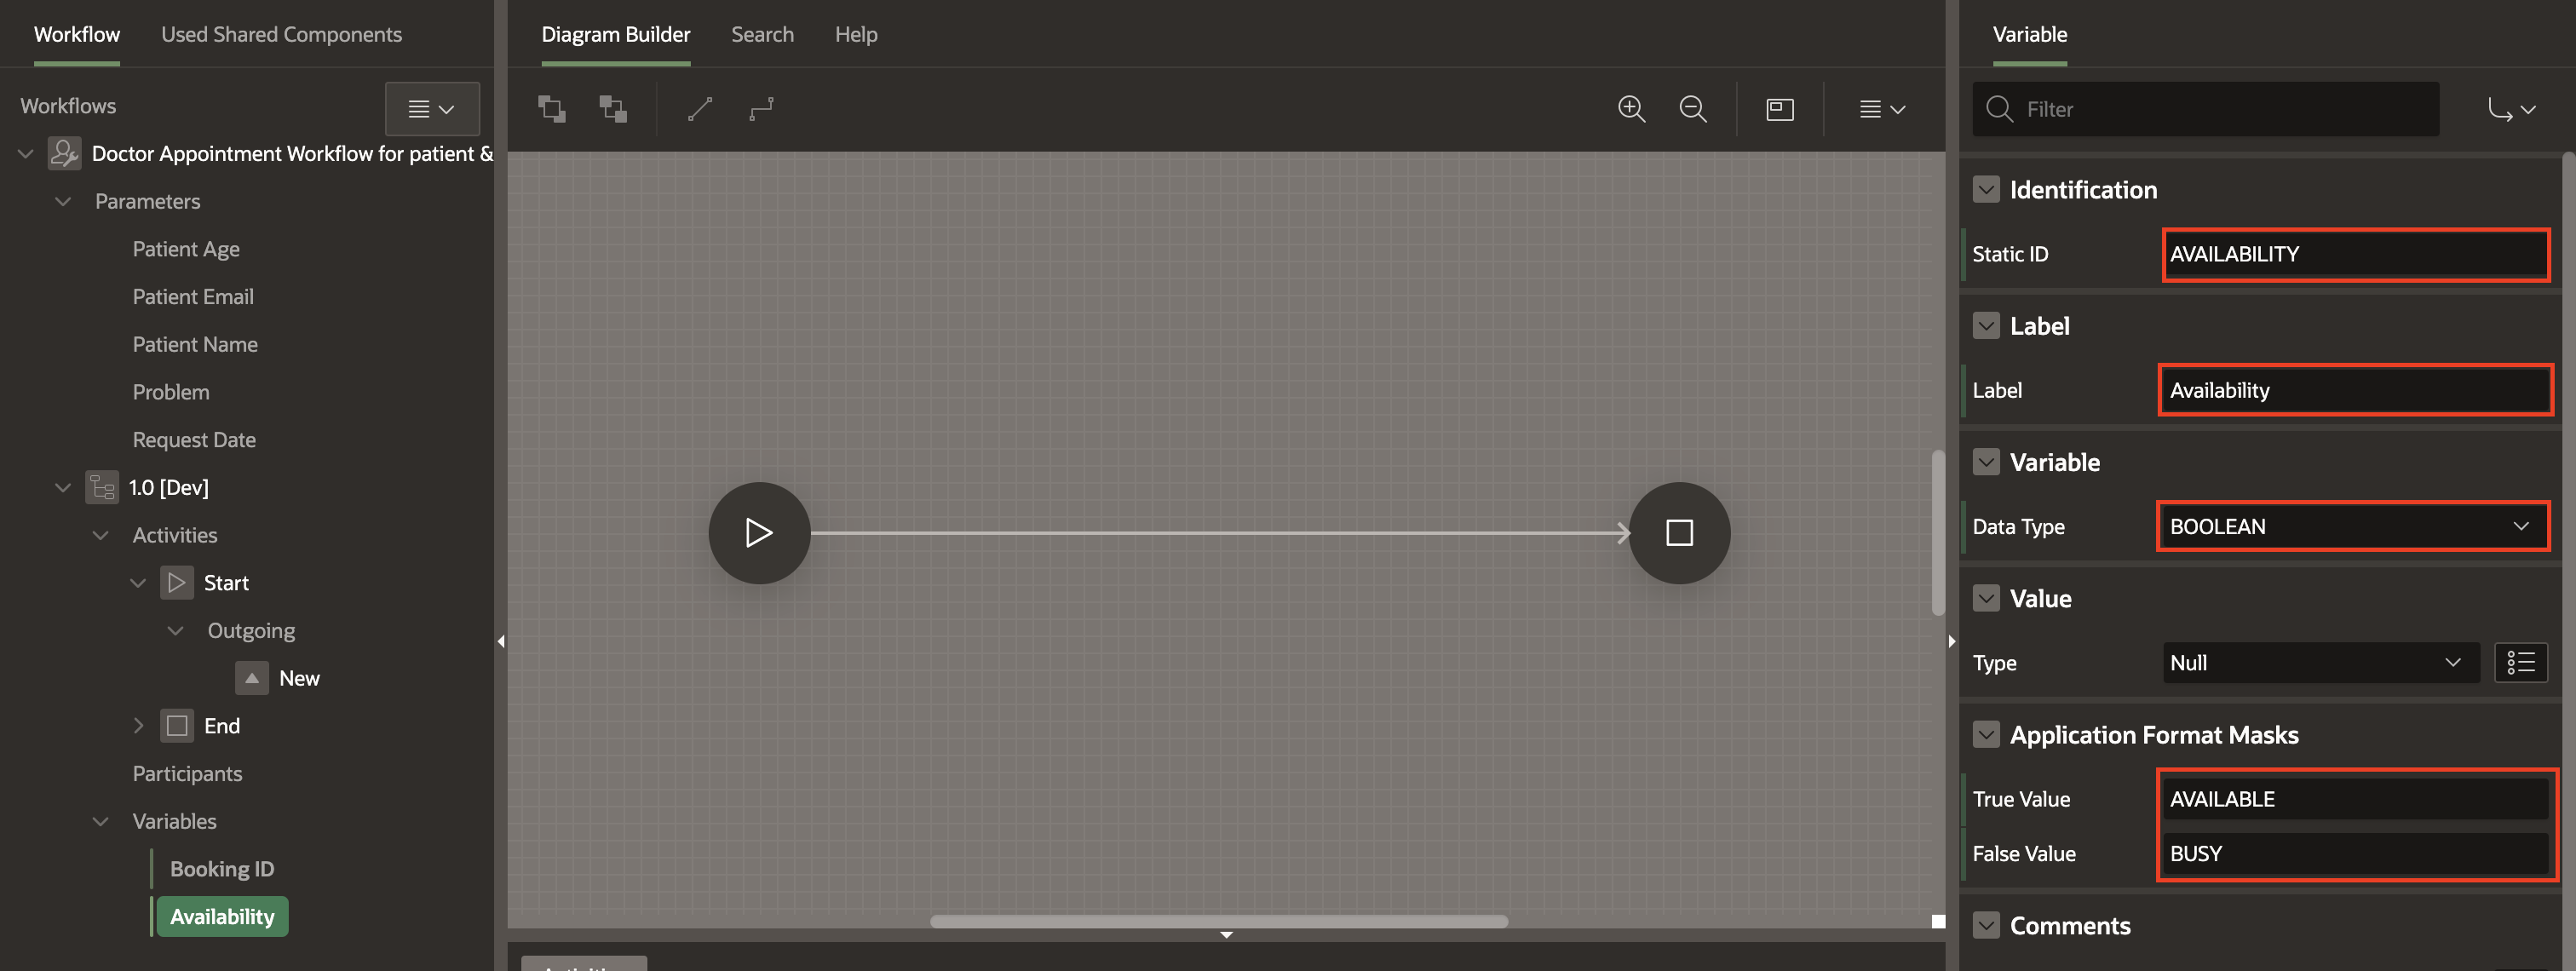 Workflow
Used Shared Components
Workflows
Doctor Appointment Workflow for patient &
Parameters
Patient Age
Patient Email
Patient Name
Problem
Request Date
1.0 [Dev]
Activities
Start
Outgoing
New
End
Participants
Variables
Booking ID
Availability
Diagram Builder
Search
Help
Variable
Filter
Identification
Static ID
AVAILABILITY
Label
Label
Availability
Variable
Data Type
BOOLEAN
Value
Type
Null
Application Format Masks
True Value
AVAILABLE
False Value
BUSY
Comments